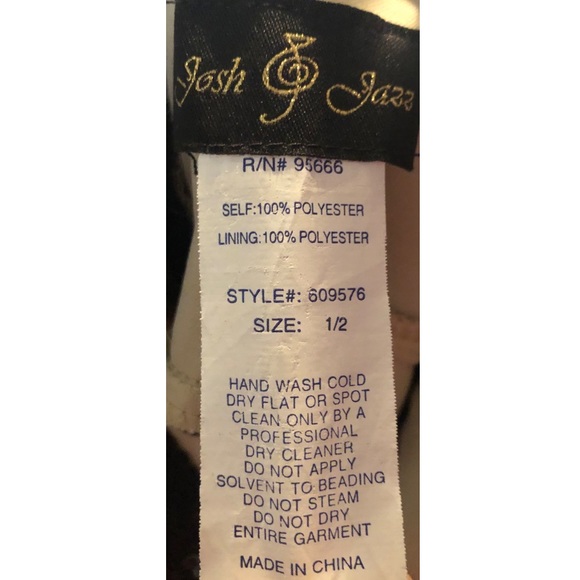 Josh & Jazz
R/N# 95666
SELF:100% POLYESTER
LINING:100% POLYESTER
STYLE#: 609576
SIZE: 1/2
HAND WASH COLD
DRY FLAT OR SPOT
CLEAN ONLY BY A
PROFESSIONAL
DRY CLEANER
DO NOT APPLY
SOLVENT TO BEADING
DO NOT STEAM
DO NOT DRY
ENTIRE GARMENT
MADE IN CHINA